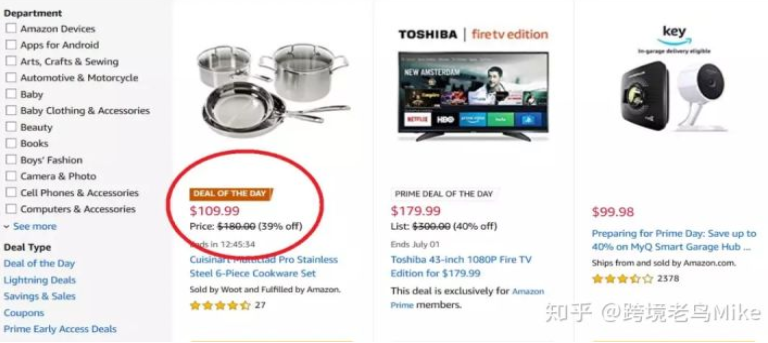 Department
Amazon Devices
Apps for Android
Arts, Crafts & Sewing
Automotive & Motorcycle
Baby
Baby Clothing & Accessories
Beauty
Books
Boys' Fashion
Camera & Photo
Cell Phones & Accessories
Computers & Accessories
See more
Deal Type
Deal of the Day
Lightning Deals
Savings & Sales
Coupons
Prime Early Access Deals
DEAL OF THE DAY
$109.99
Price: $180.00 (39% off)
Ends in 12:45:34
Cuisinart Multiclad Pro Stainless
Steel 6-Piece Cookware Set
Sold by Woot and Fulfilled by Amazon.
27
TOSHIBA | fire tv edition
NEW AMSTERDAM
NETFLIX HBO prime video hulu
PRIME DEAL OF THE DAY
$179.99
List: $300.00 (40% off)
Ends July 01
Toshiba 43-inch 1080P Fire TV
Edition for $179.99
This deal is exclusively for Amazon
Prime members.
key
in-garage delivery eligible
$99.98
Preparing for Prime Day: Save up to
40% on MyQ Smart Garage Hub ...
Ships from and sold by Amazon.com.
2378
知乎 @跨境老鸟Mike